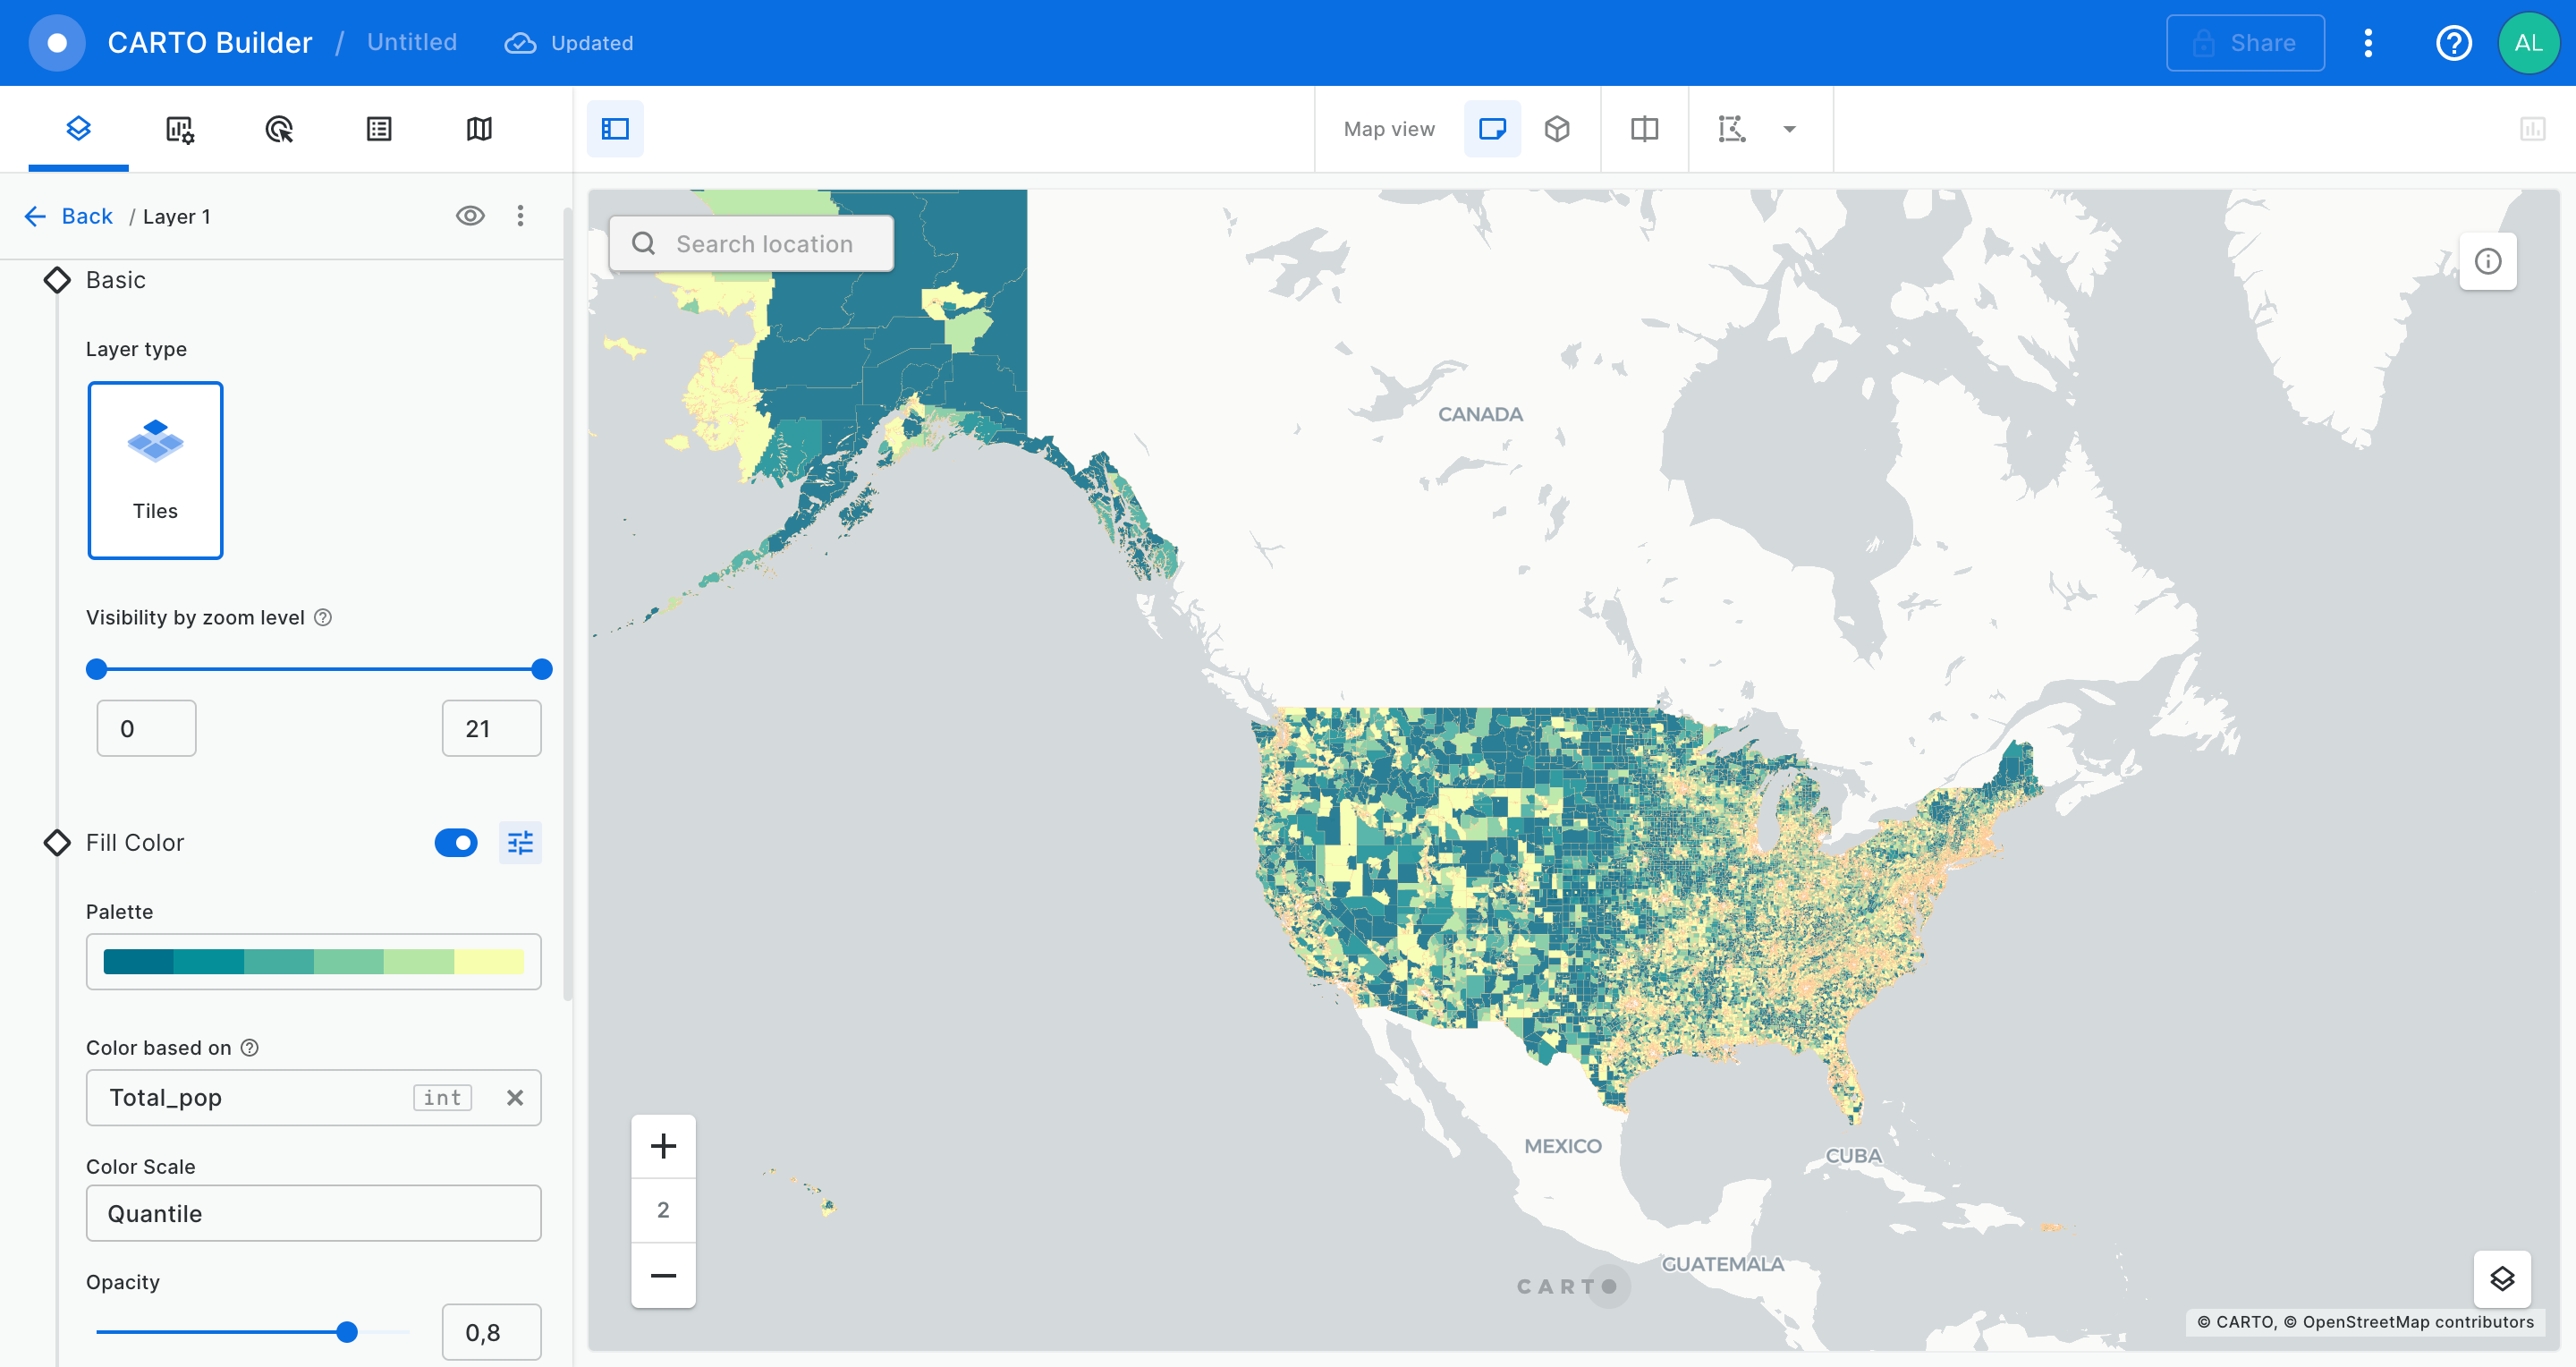 CARTO Builder / Untitled Updated Share AL
Map view
Back / Layer 1
Search location
Basic
Layer type
Tiles
Visibility by zoom level
0 21
Fill Color
Palette
Color based on
Total_pop int
Color Scale
Quantile
Opacity
0,8
CANADA
MEXICO
CUBA
GUATEMALA
2
CARTO
© CARTO, © OpenStreetMap contributors